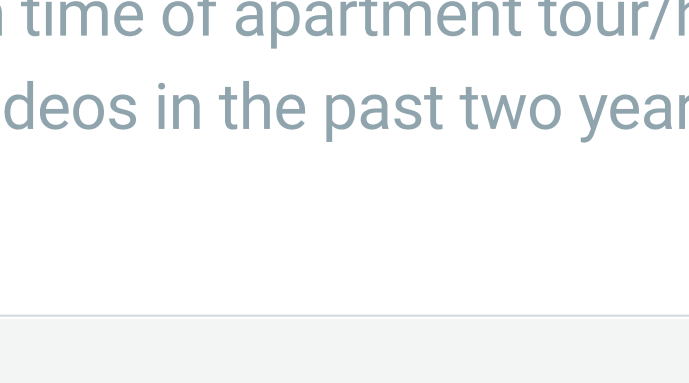 time of apartment tour/
deos in the past two year